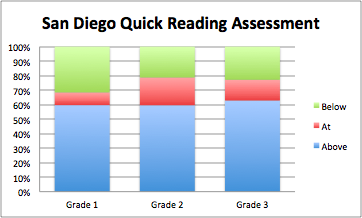 San Diego Quick Reading Assessment
100%
90%
80%
70%
60%
50%
40%
30%
20%
10%
0%
Below
At
Above
Grade 1
Grade 2
Grade 3